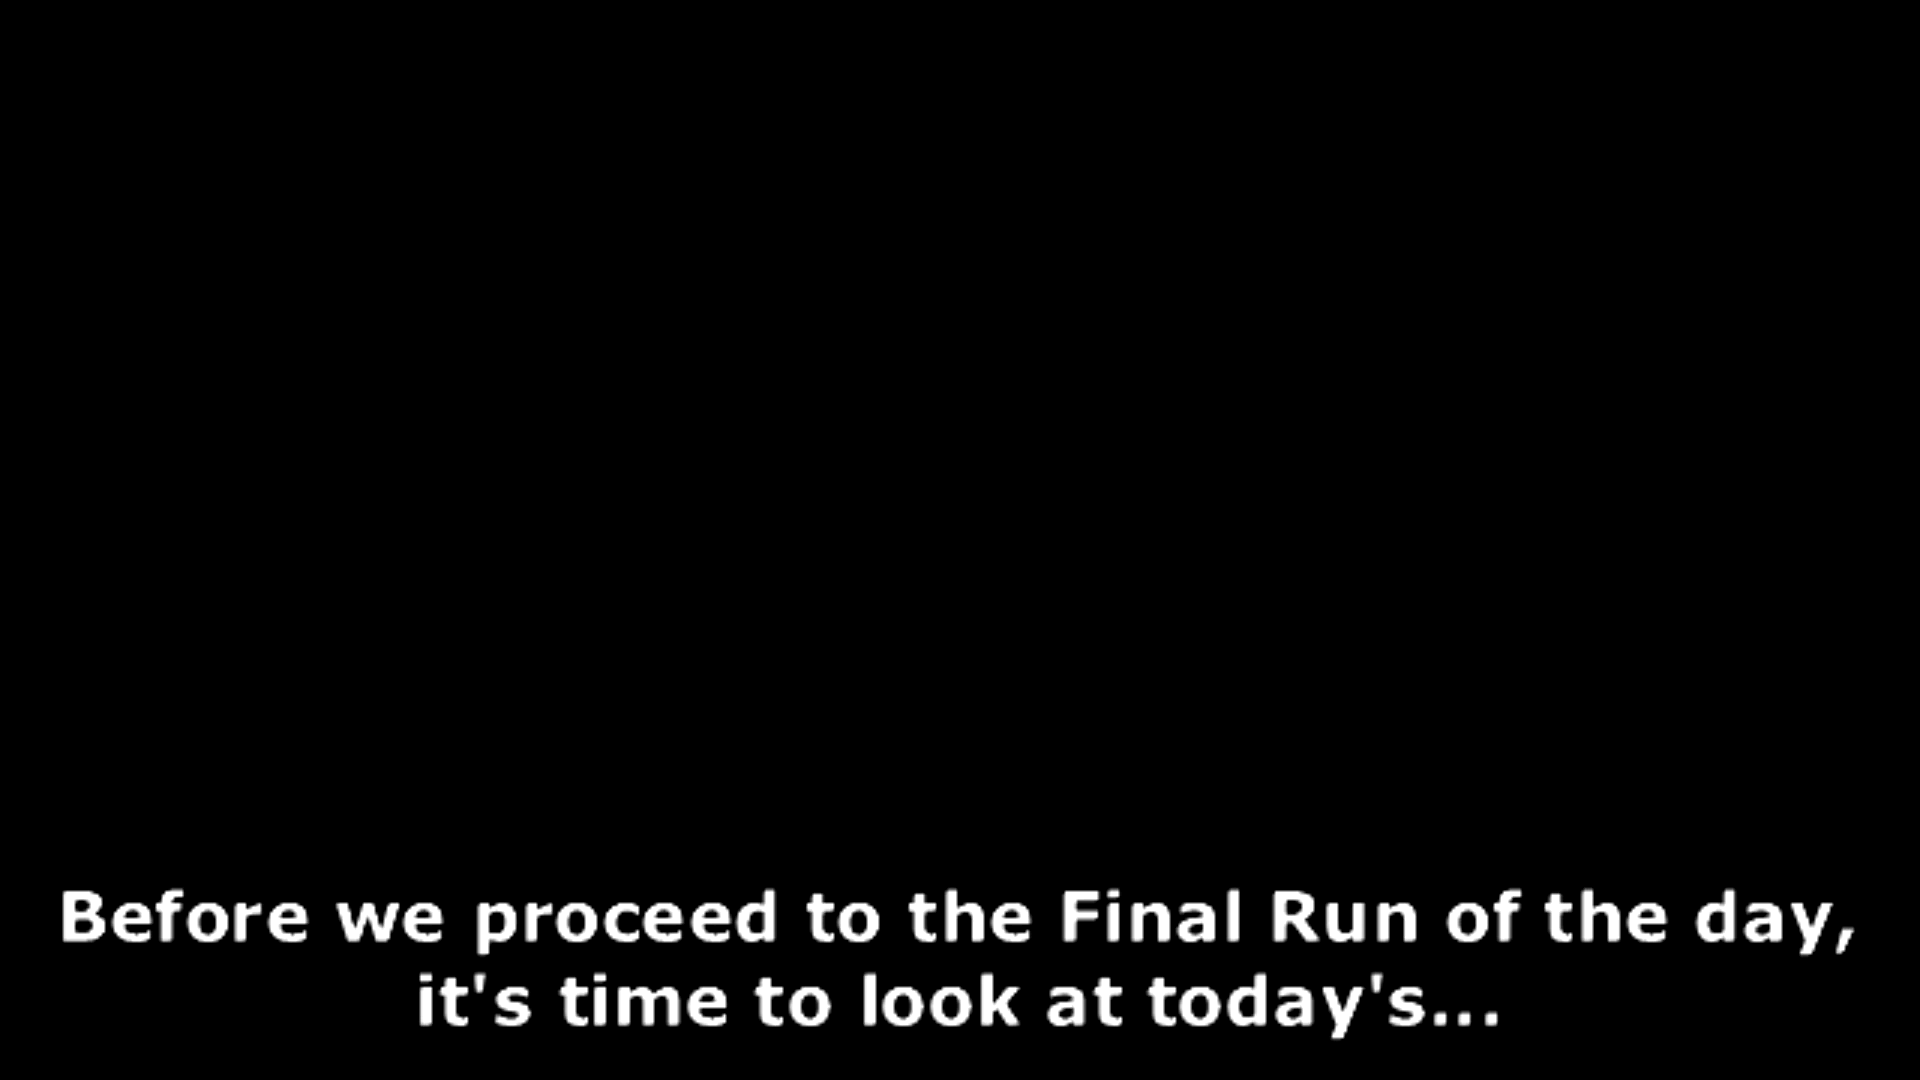 Before we proceed to the Final Run of the day,
it's time to look at today's...